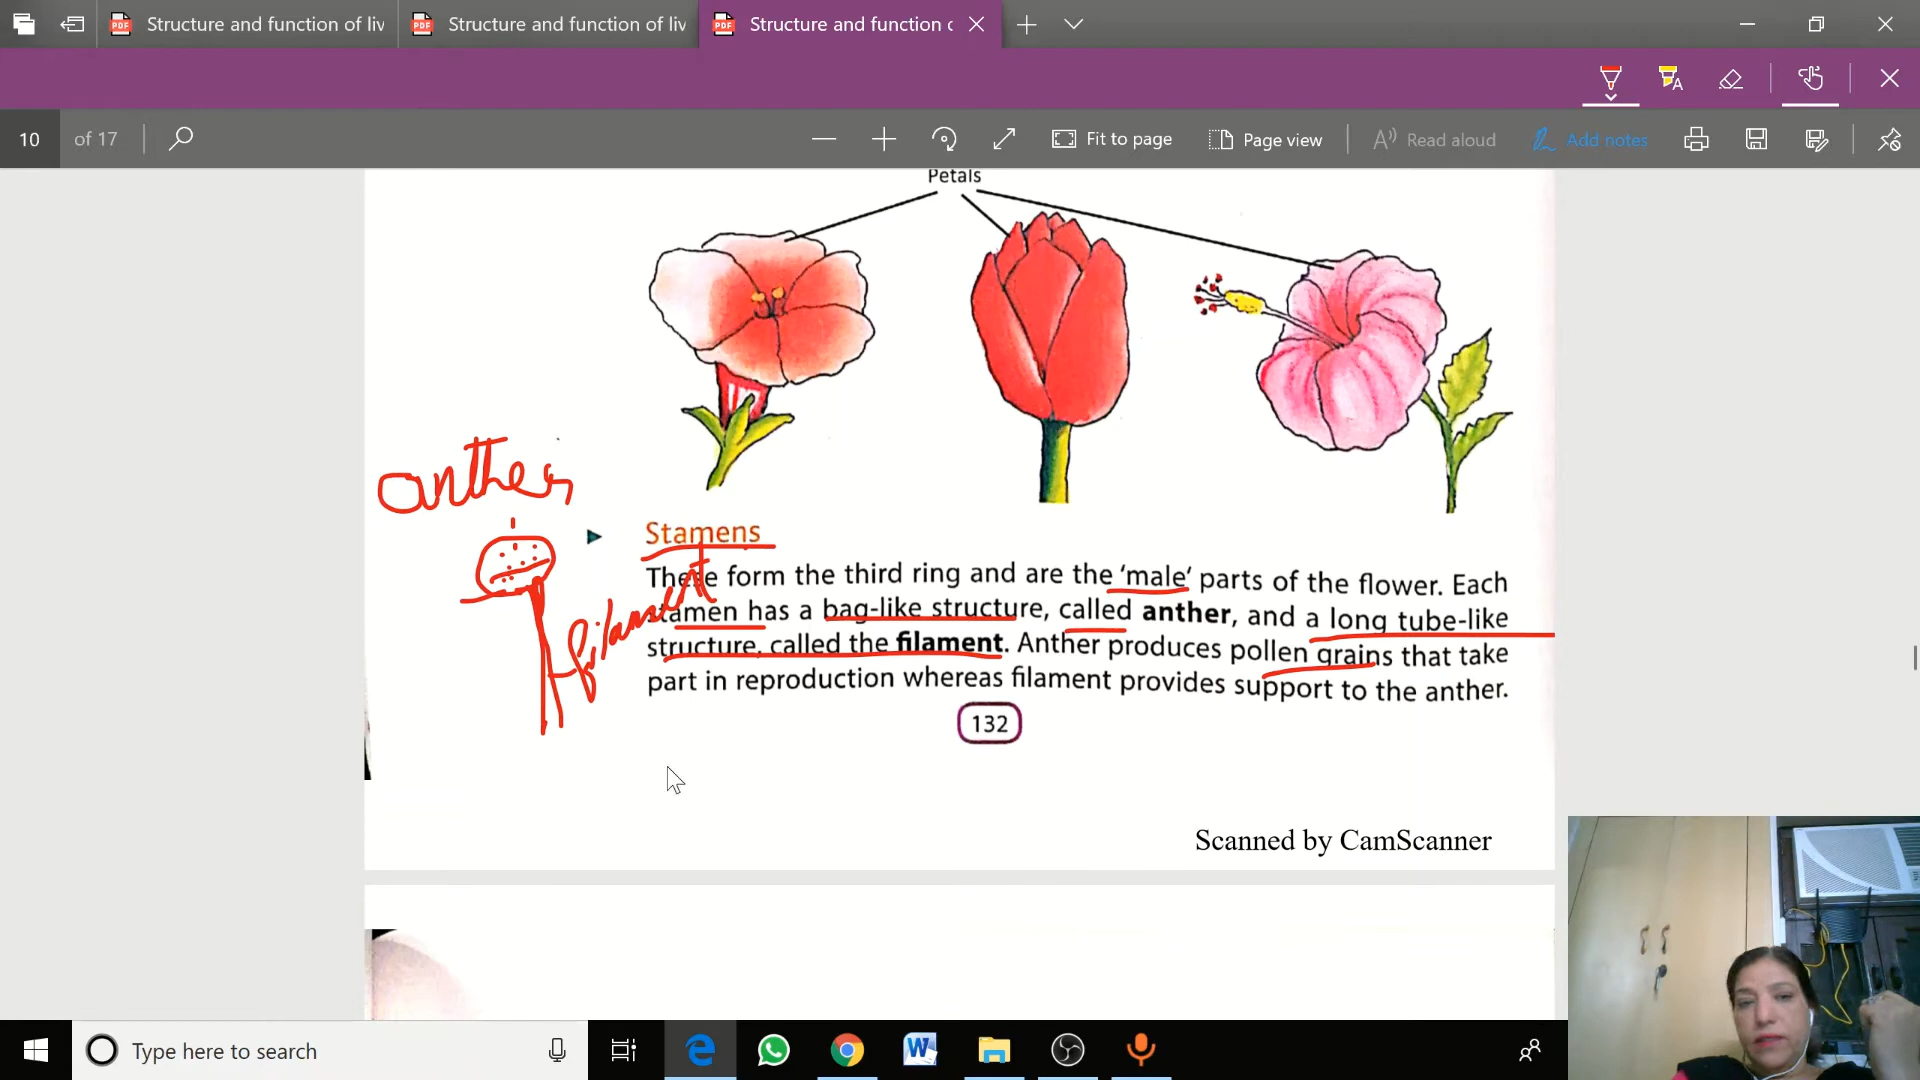 Structure and function of liv
Structure and function of liv
Structure and function c
10 of 17
Fit to page
Page view
Read aloud
Add notes
Petals
anther
Stamens
These form the third ring and are the 'male' parts of the flower. Each
stamen has a bag-like structure, called anther, and a long tube-like
structure, called the filament. Anther produces pollen grains that take
part in reproduction whereas filament provides support to the anther.
filament
132
Scanned by CamScanner
Type here to search